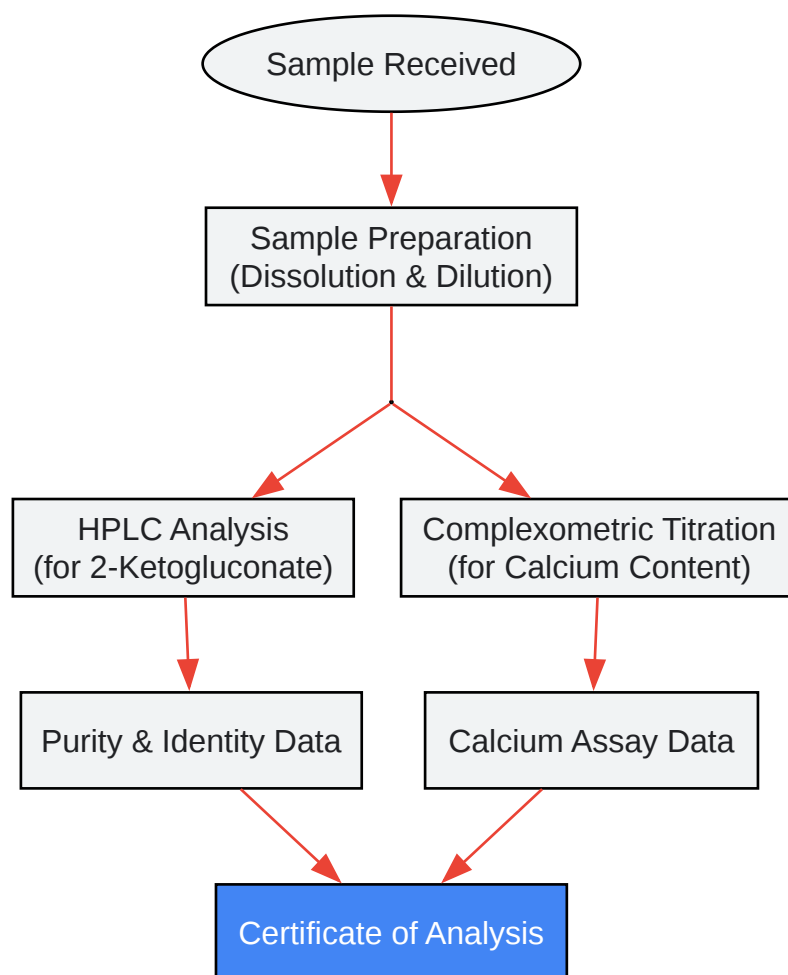 Sample Received
Sample Preparation
(Dissolution & Dilution)
HPLC Analysis
(for 2-Ketogluconate)
Complexometric Titration
(for Calcium Content)
Purity & Identity Data
Calcium Assay Data
Certificate of Analysis